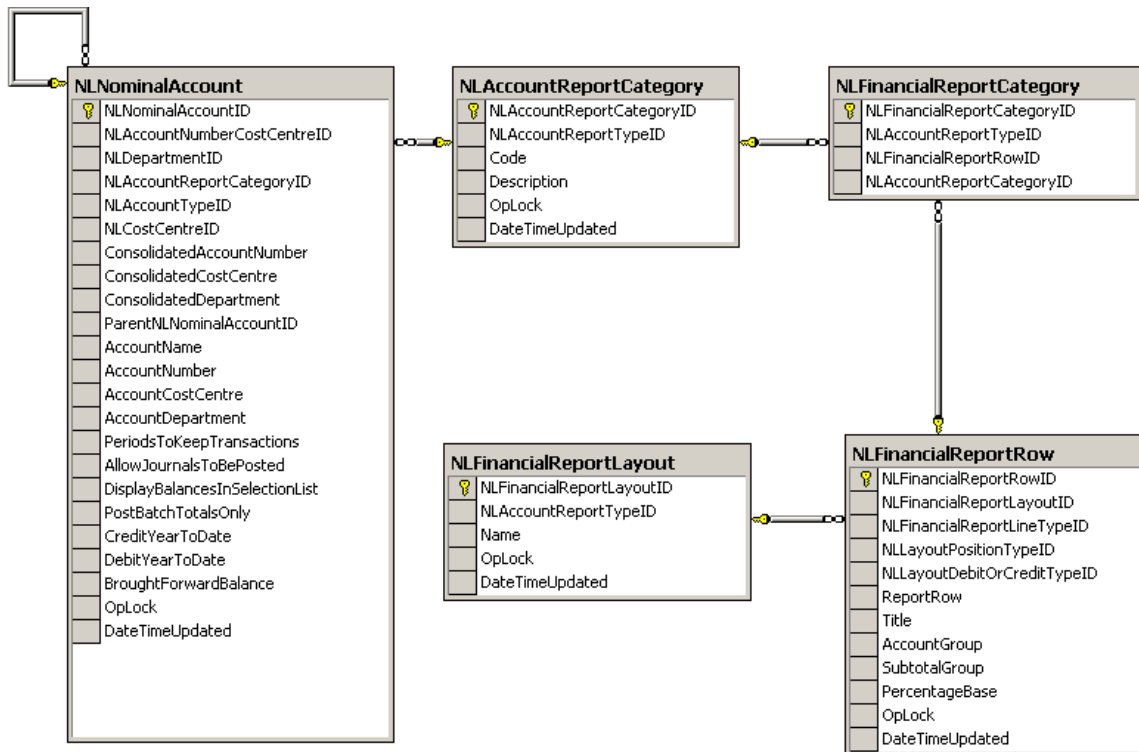 NLNominalAccount
NLNominalAccountID
NLAccountNumberCostCentreID
NLDepartmentID
NLAccountReportCategoryID
NLAccountTypeID
NLCostCentreID
ConsolidatedAccountNumber
ConsolidatedCostCentre
ConsolidatedDepartment
ParentNLNominalAccountID
AccountName
AccountNumber
AccountCostCentre
AccountDepartment
PeriodsToKeepTransactions
AllowJournalsToBePosted
DisplayBalancesInSelectionList
PostBatchTotalsOnly
CreditYearToDate
DebitYearToDate
BroughtForwardBalance
OpLock
DateTimeUpdated
NLAccountReportCategory
NLAccountReportCategoryID
NLAccountReportTypeID
Code
Description
OpLock
DateTimeUpdated
NLFinancialReportCategory
NLFinancialReportCategoryID
NLAccountReportTypeID
NLFinancialReportRowID
NLAccountReportCategoryID
NLFinancialReportLayout
NLFinancialReportLayoutID
NLAccountReportTypeID
Name
OpLock
DateTimeUpdated
NLFinancialReportRow
NLFinancialReportRowID
NLFinancialReportLayoutID
NLFinancialReportLineTypeID
NLLayoutPositionTypeID
NLLayoutDebitOrCreditTypeID
ReportRow
Title
AccountGroup
SubtotalGroup
PercentageBase
OpLock
DateTimeUpdated